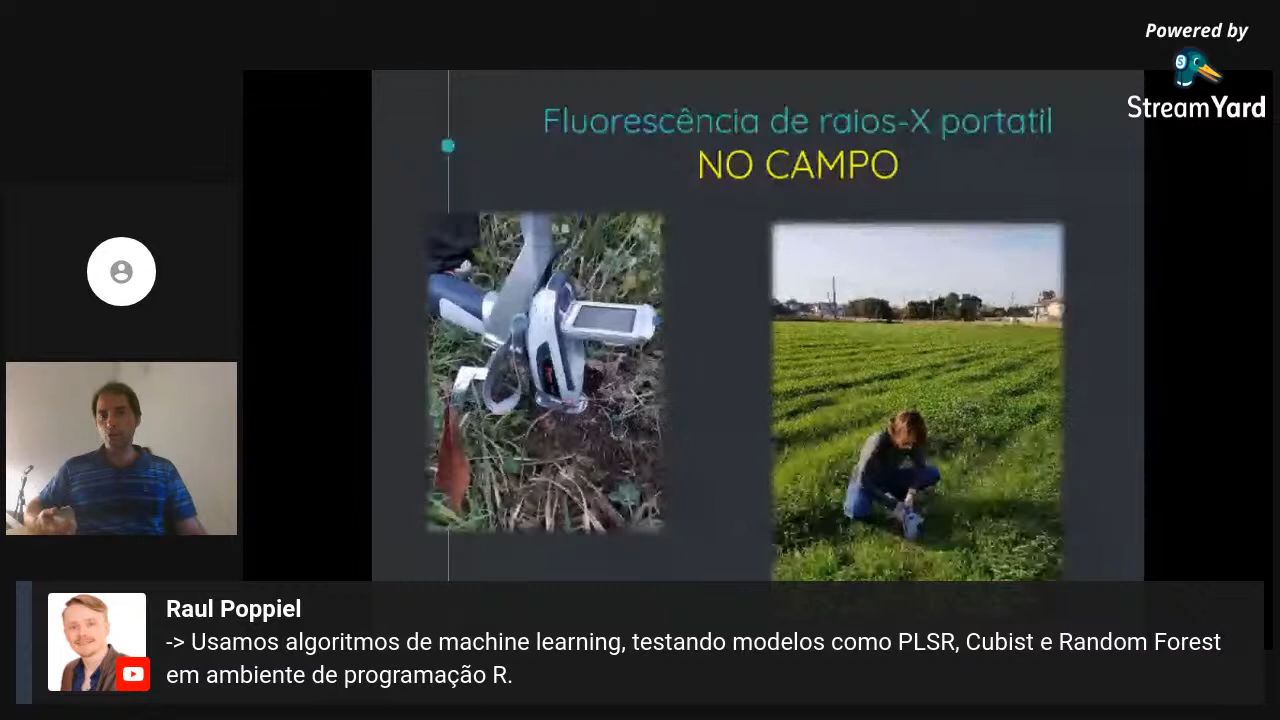 Powered by
StreamYard
Fluorescência de raios-X portatil
NO CAMPO
Raul Poppiel
-> Usamos algoritmos de machine learning, testando modelos como PLSR, Cubist e Random Forest
em ambiente de programação R.